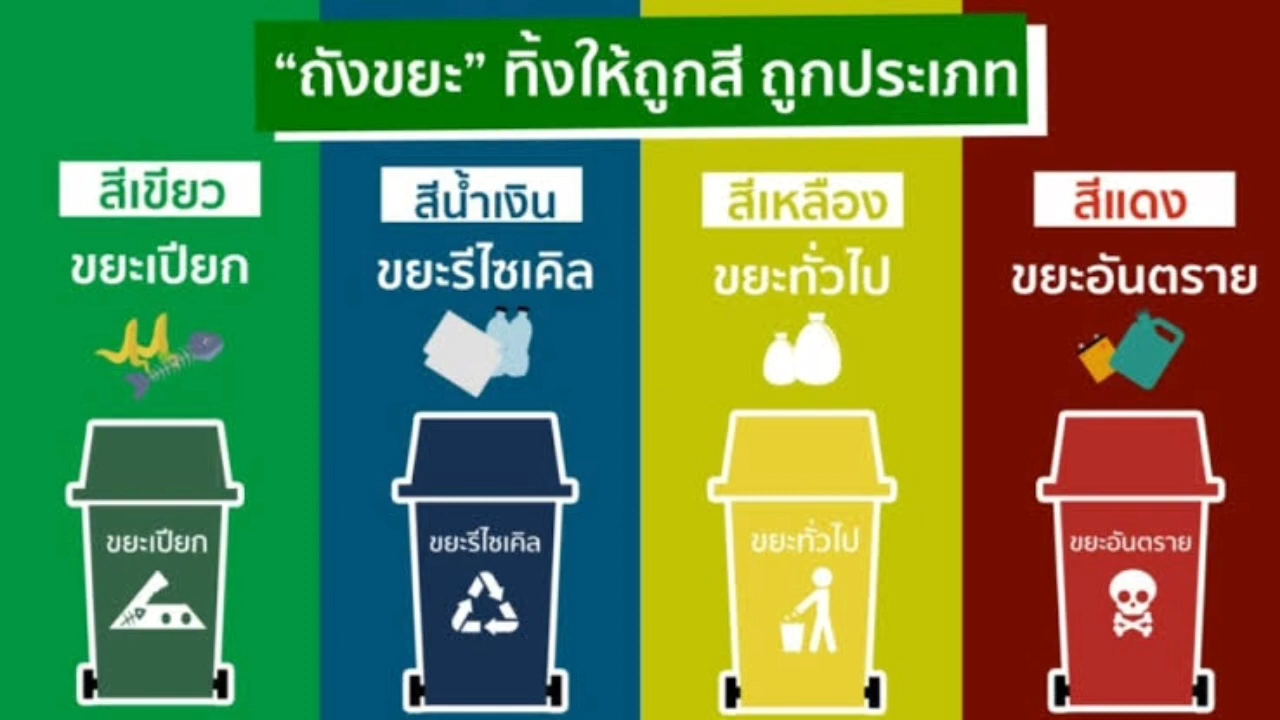 “ถังขยะ” ทิ้งให้ถูกสี ถูกประเภท
สีเขียว
ขยะเปียก
ขยะเปียก
สีน้ำเงิน
ขยะรีไซเคิล
ขยะรีไซเคิล
สีเหลือง
ขยะทั่วไป
ขยะทั่วไป
สีแดง
ขยะอันตราย
ขยะอันตราย